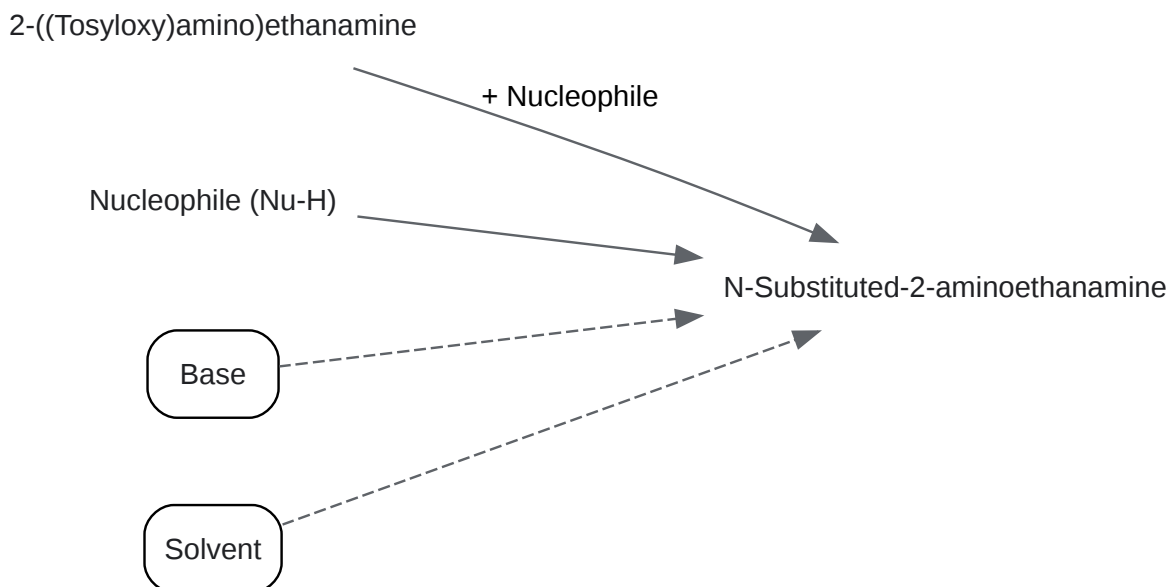 2-((Tosyloxy)amino)ethanamine
+ Nucleophile
Nucleophile (Nu-H)
N-Substituted-2-aminoethanamine
Base
Solvent